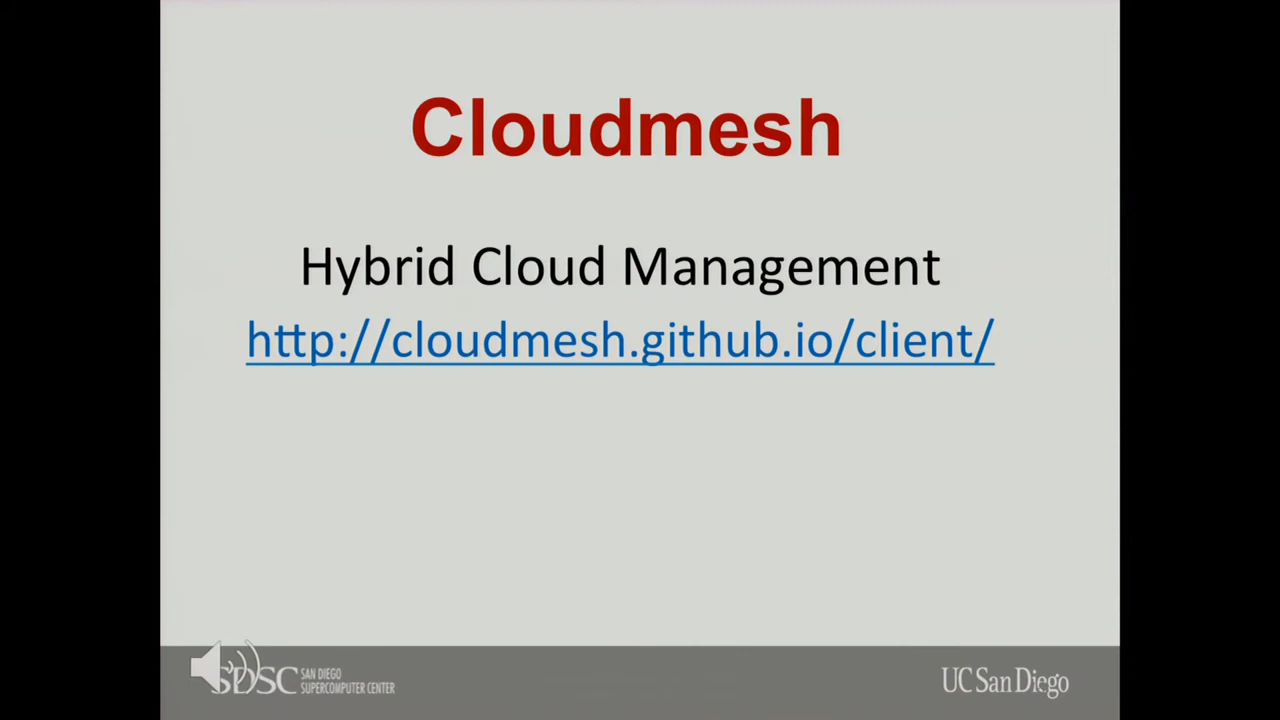 Cloudmesh
Hybrid Cloud Management
http://cloudmesh.github.io/client/
SDSC SAN DIEGO
SUPERCOMPUTER CENTER
UC San Diego